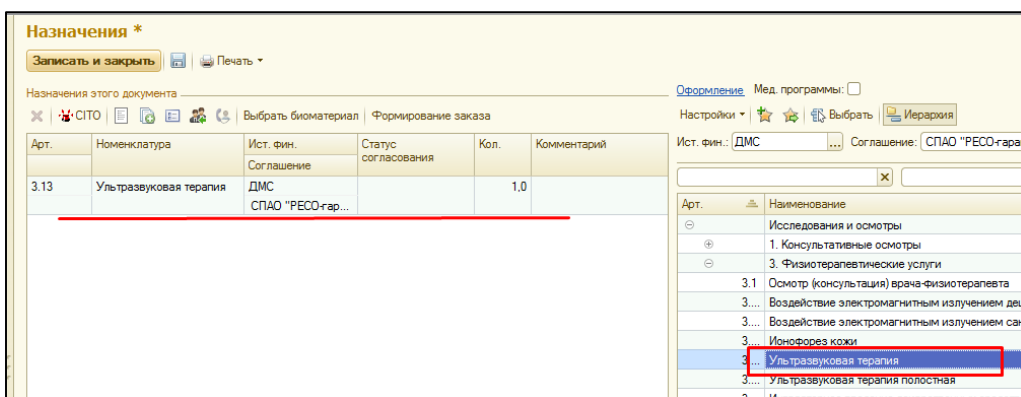 Назначения *
Записать и закрыть Печать
Назначения этого документа
CITO Выбрать биоматериал Формирование заказа
Арт. Номенклатура Ист. фин. Статус согласования Кол. Комментарий
Соглашение
3.13 Ультразвуковая терапия ДМС 1,0
СПАО "РЕСО-гар...
Оформление Мед. программы:
Настройки Выбрать Иерархия
Ист. фин.: ДМС ... Соглашение: СПАО "РЕСО-гара
Арт. Наименование
Исследования и осмотры
1. Консультативные осмотры
3. Физиотерапевтические услуги
3.1 Осмотр (консультация) врача-физиотерапевта
3.... Воздействие электромагнитным излучением де
3.... Воздействие электромагнитным излучением сан
3.... Ионофорез кожи
3... Ультразвуковая терапия
3.... Ультразвуковая терапия полостная